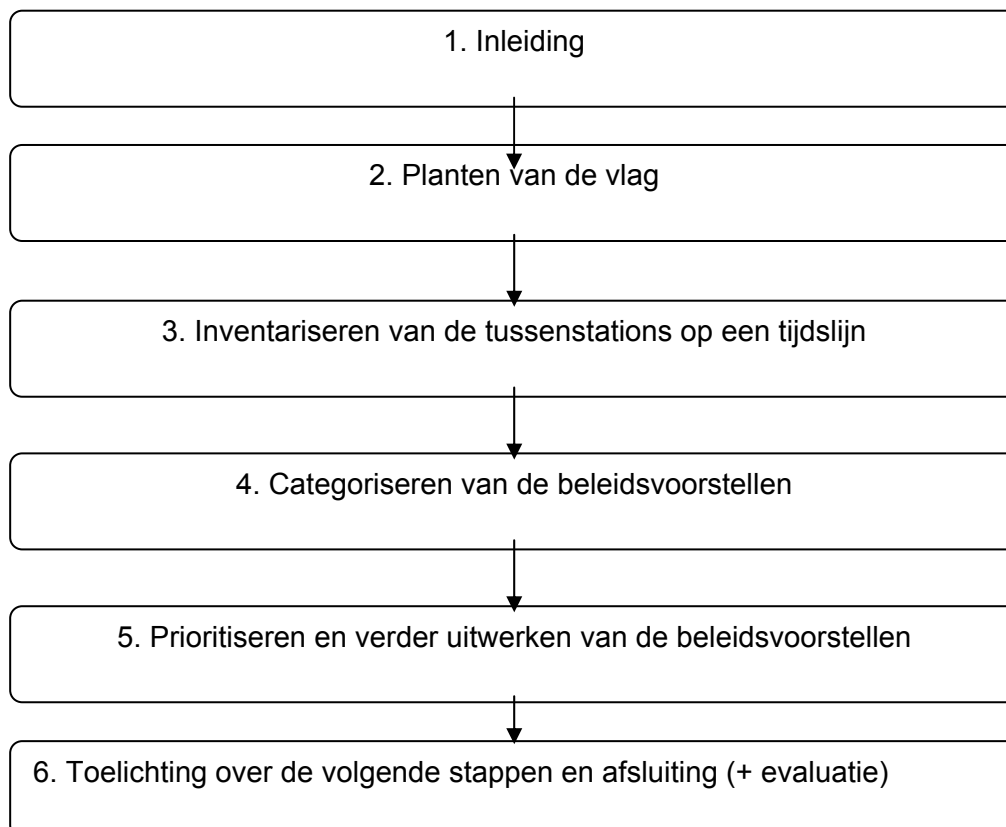 1. Inleiding
2. Planten van de vlag
3. Inventariseren van de tussenstations op een tijdslijn
4. Categoriseren van de beleidsvoorstellen
5. Prioritiseren en verder uitwerken van de beleidsvoorstellen
6. Toelichting over de volgende stappen en afsluiting (+ evaluatie)